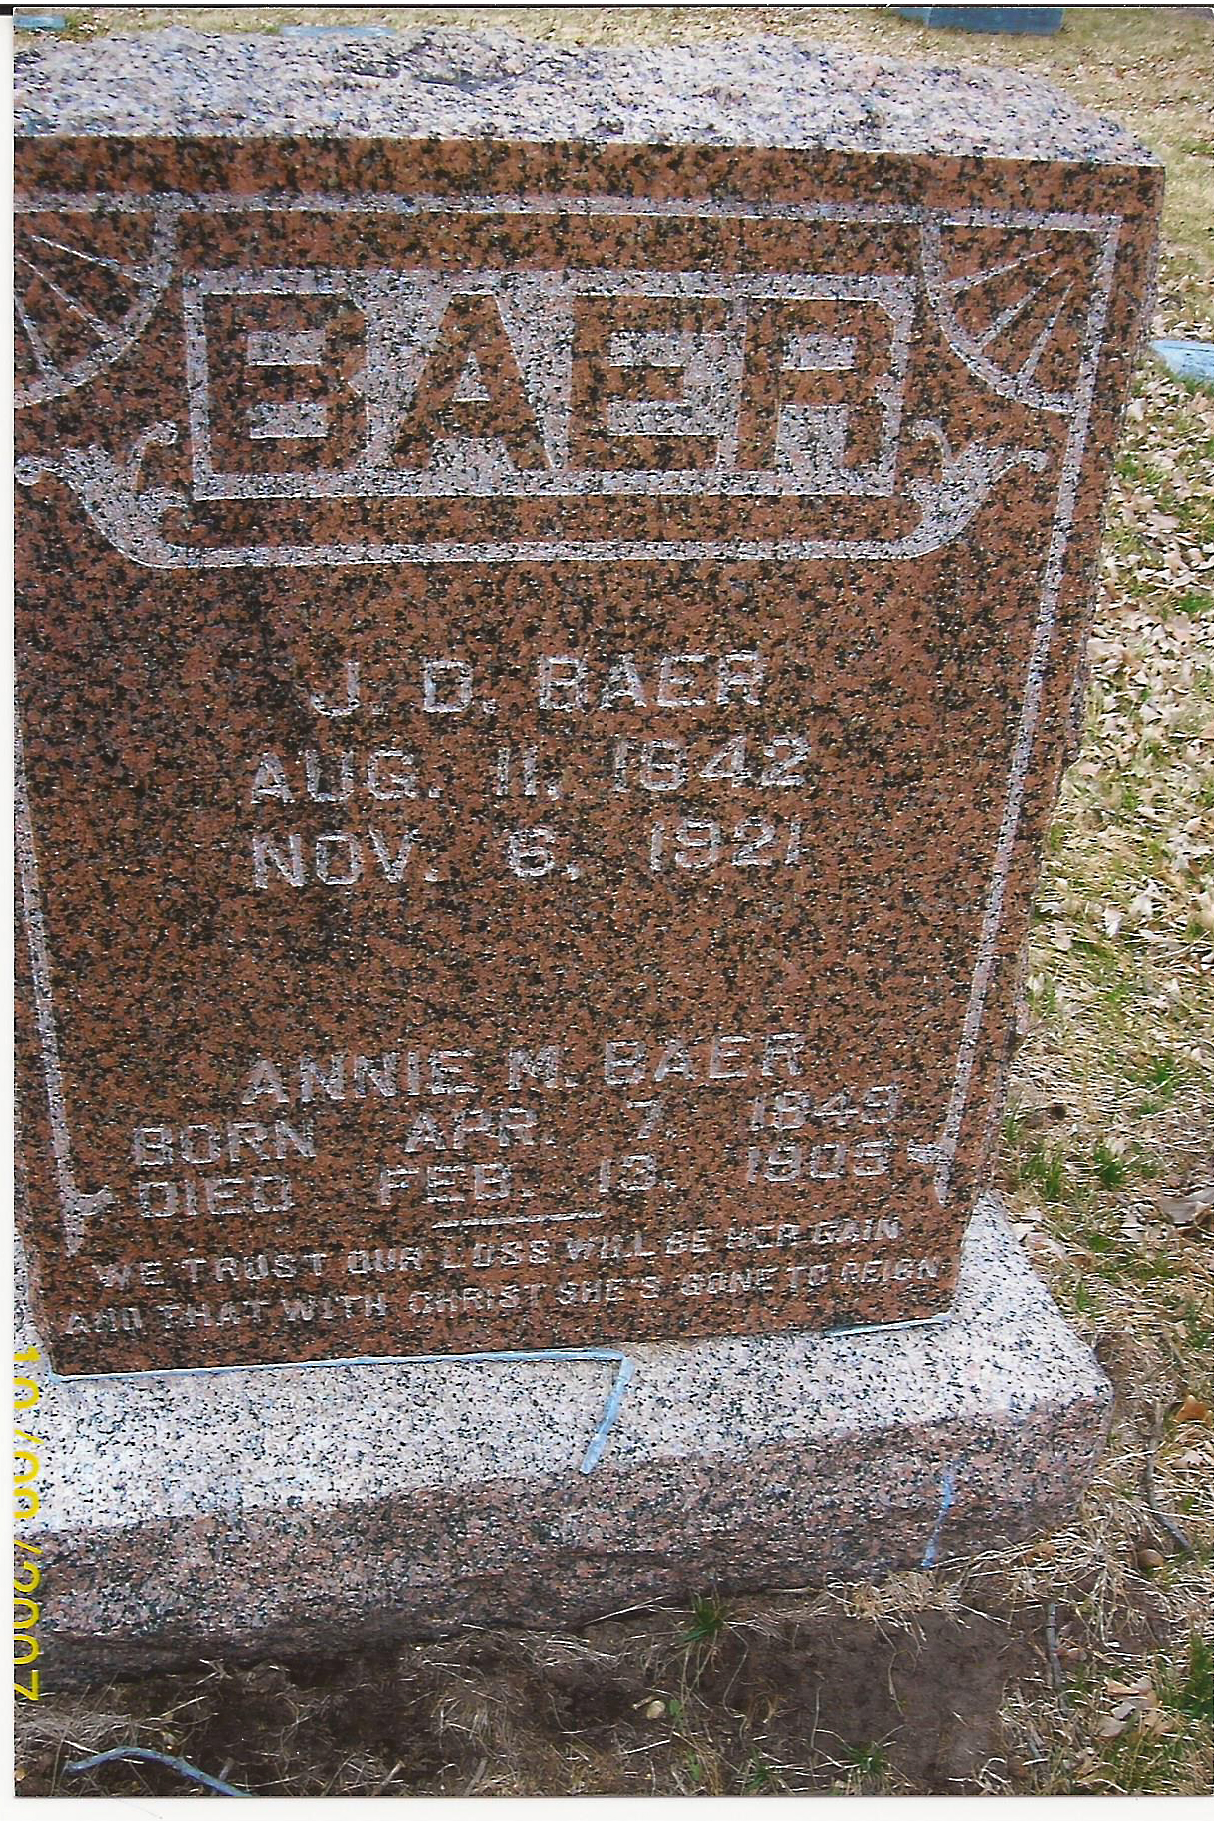 BAER
J. D. BAER
AUG. 11, 1842
NOV. 6, 1921
ANNIE M. BAER
BORN APR. 7, 1849
DIED FEB. 13, 1905
WE TRUST OUR LOSS WILL BE HER GAIN
AND THAT WITH CHRIST SHE'S GONE TO REIGN